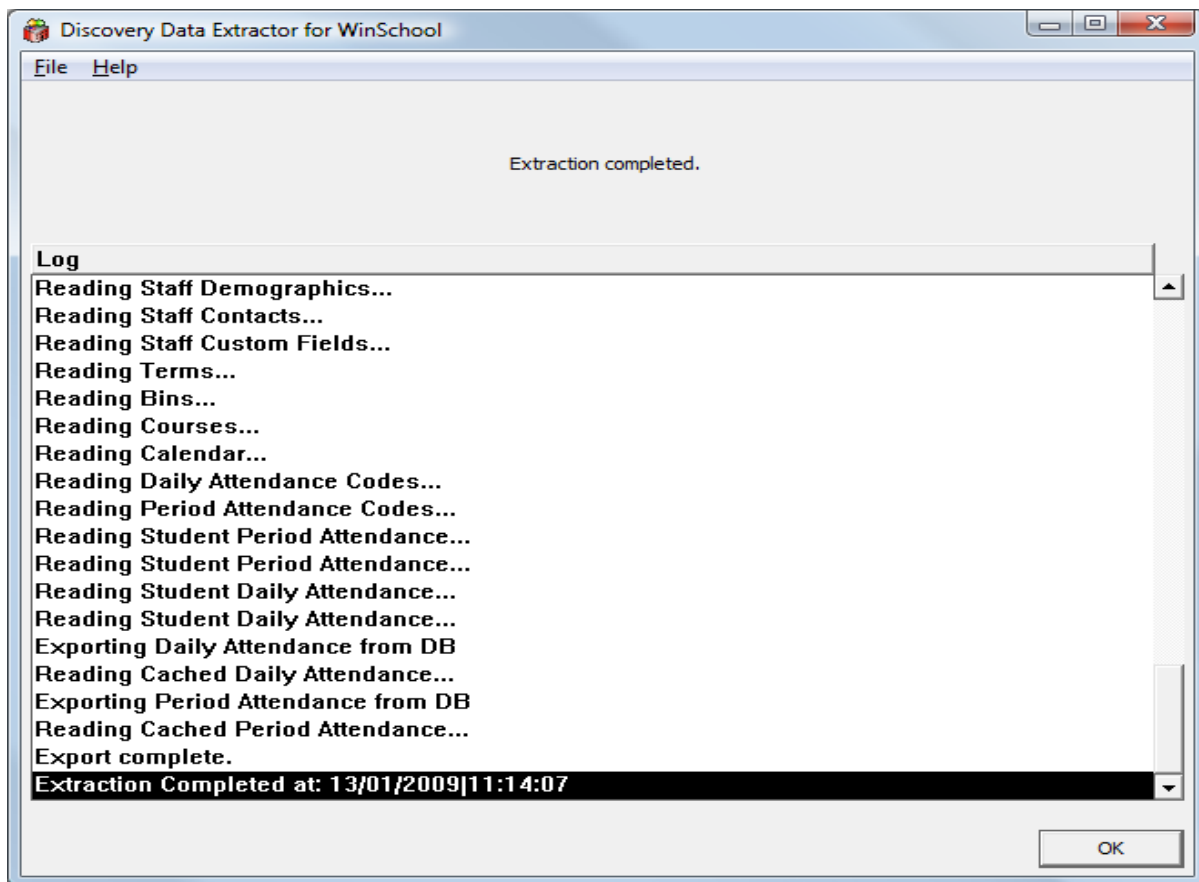 Discovery Data Extractor for WinSchool
File Help
Extraction completed.
Log
Reading Staff Demographics...
Reading Staff Contacts...
Reading Staff Custom Fields...
Reading Terms...
Reading Bins...
Reading Courses...
Reading Calendar...
Reading Daily Attendance Codes...
Reading Period Attendance Codes...
Reading Student Period Attendance...
Reading Student Period Attendance...
Reading Student Daily Attendance...
Reading Student Daily Attendance...
Exporting Daily Attendance from DB
Reading Cached Daily Attendance...
Exporting Period Attendance from DB
Reading Cached Period Attendance...
Export complete.
Extraction Completed at: 13/01/2009|11:14:07
OK